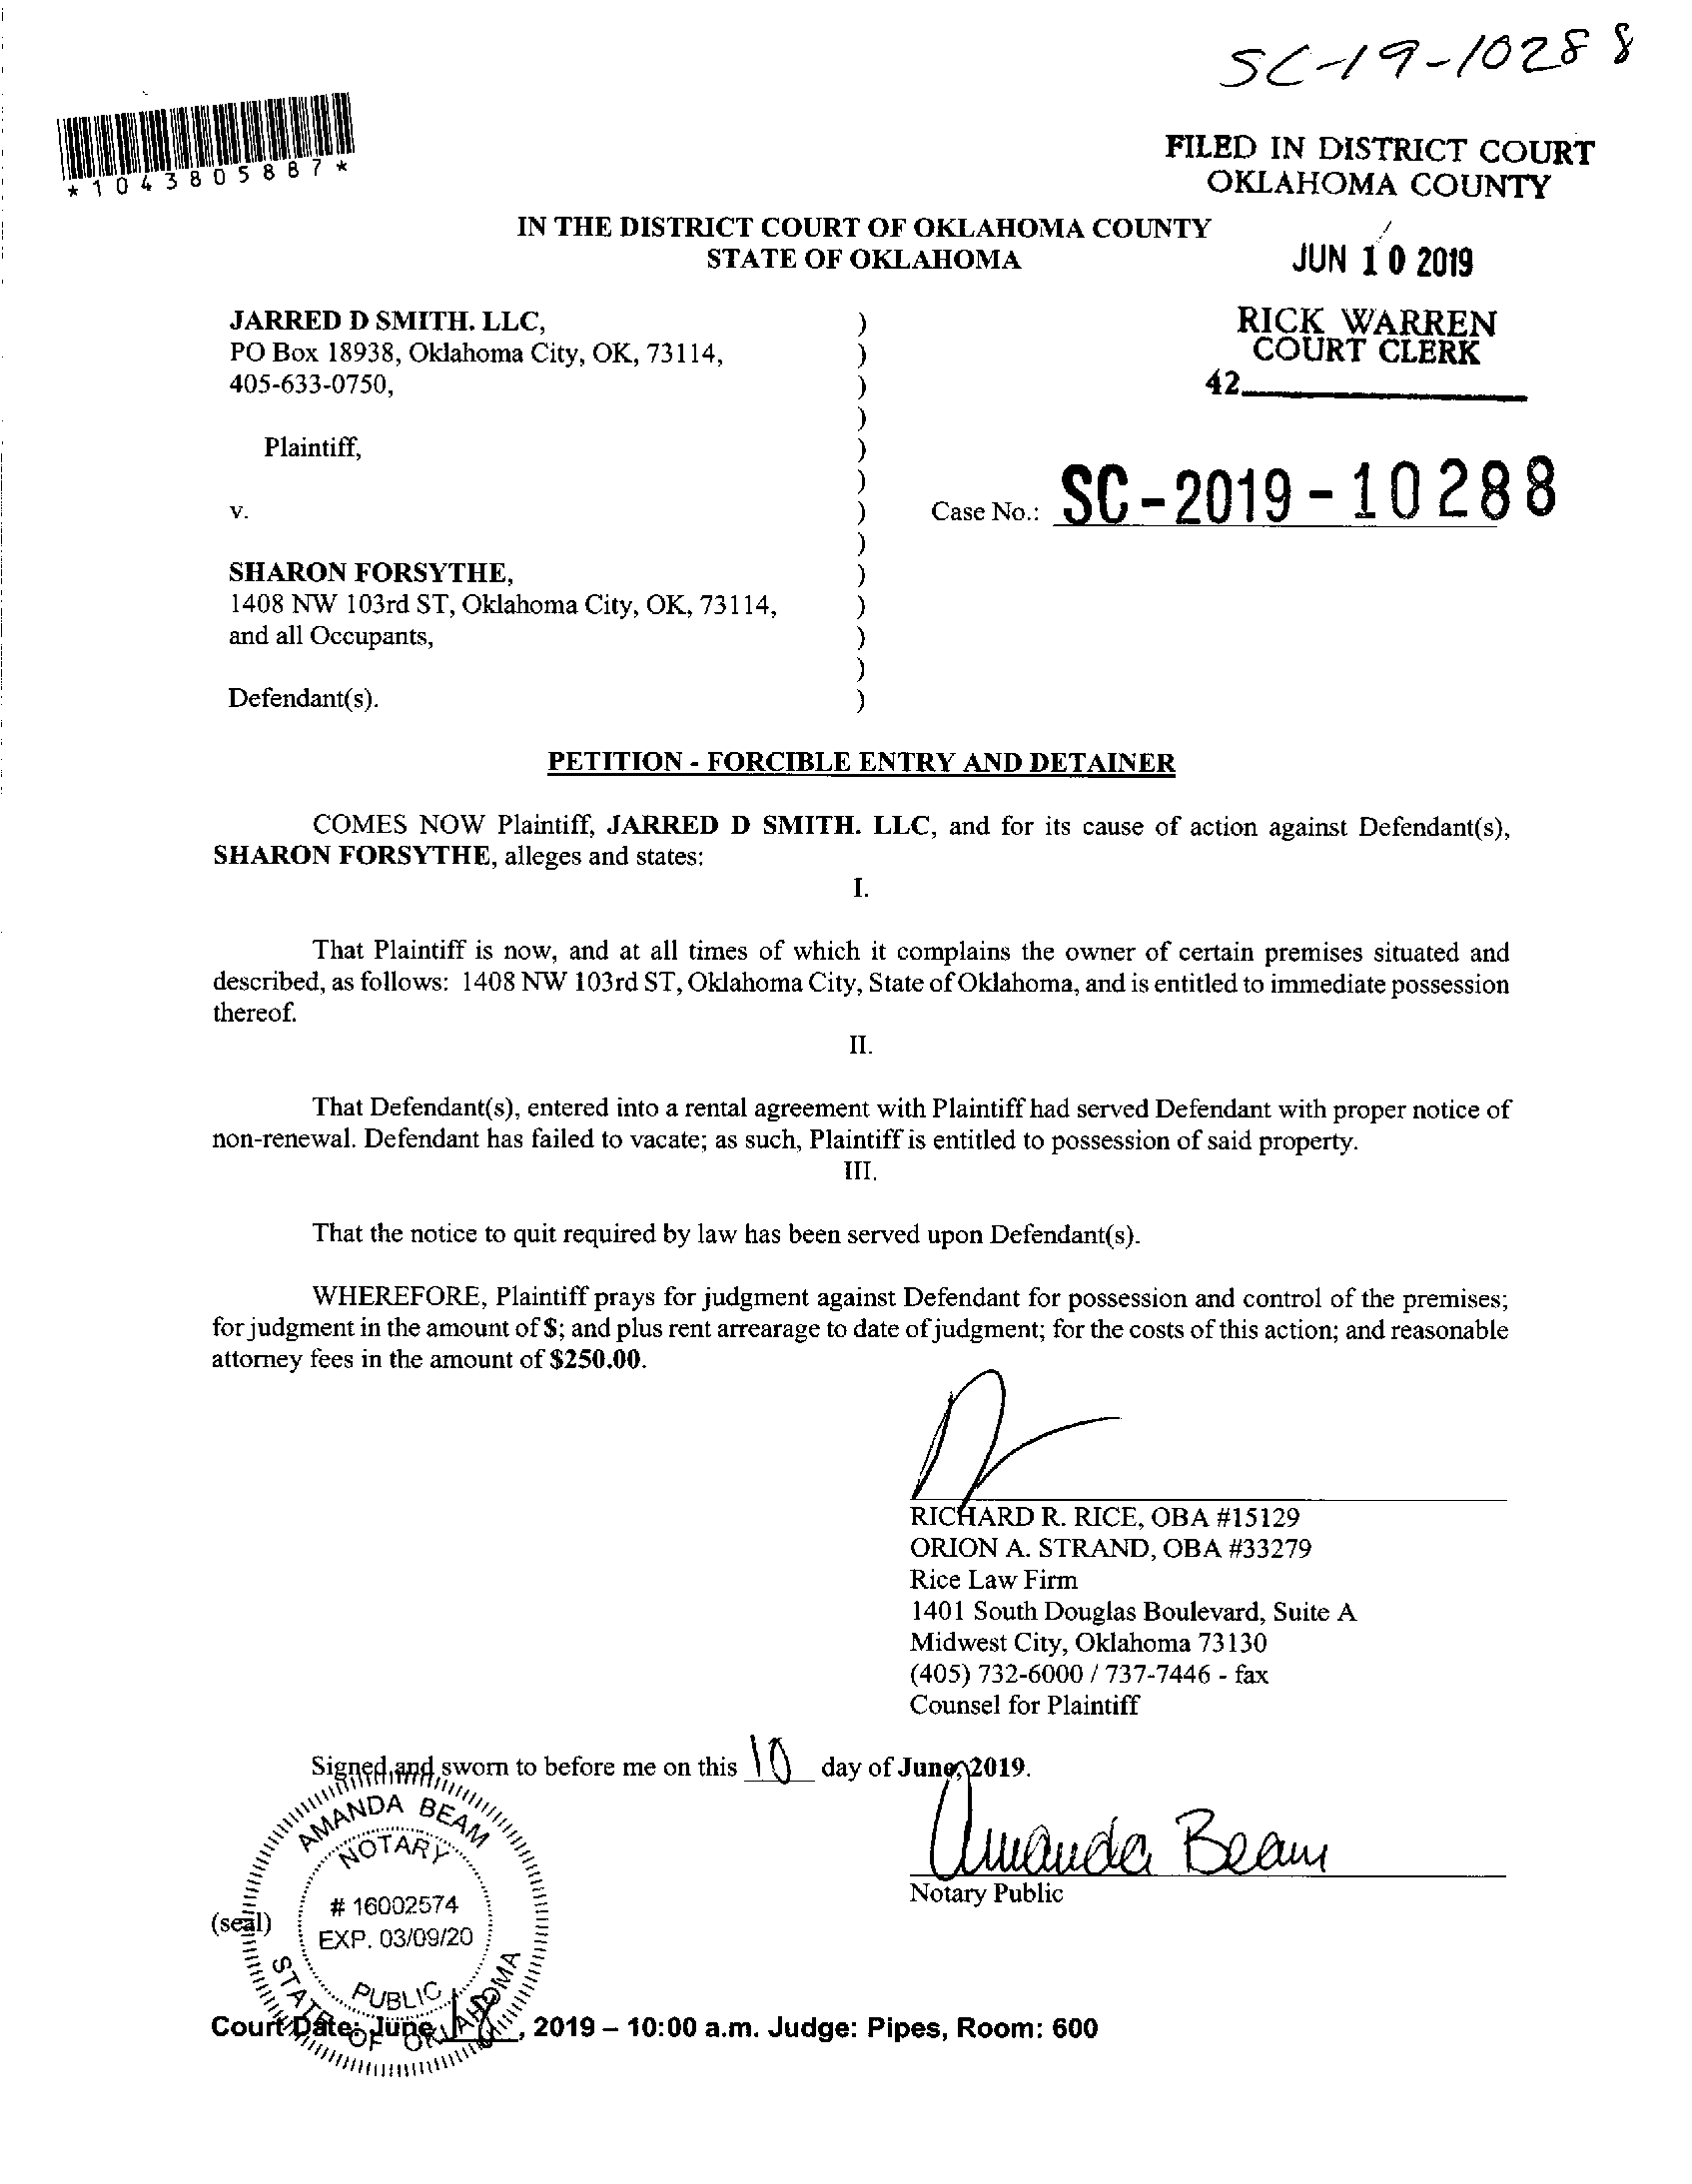 SC-19-10288
*1043805887*
FILED IN DISTRICT COURT
OKLAHOMA COUNTY
JUN 10 2019
RICK WARREN
COURT CLERK
42
IN THE DISTRICT COURT OF OKLAHOMA COUNTY
STATE OF OKLAHOMA
JARRED D SMITH. LLC, )
PO Box 18938, Oklahoma City, OK, 73114, )
405-633-0750, )
)
Plaintiff, )
)
v. ) Case No.: SC-2019-10288
)
SHARON FORSYTHE, )
1408 NW 103rd ST, Oklahoma City, OK, 73114, )
and all Occupants, )
)
Defendant(s). )
PETITION - FORCIBLE ENTRY AND DETAINER
COMES NOW Plaintiff, JARRED D SMITH. LLC, and for its cause of action against Defendant(s),
SHARON FORSYTHE, alleges and states:
I.
That Plaintiff is now, and at all times of which it complains the owner of certain premises situated and
described, as follows: 1408 NW 103rd ST, Oklahoma City, State of Oklahoma, and is entitled to immediate possession
thereof.
II.
That Defendant(s), entered into a rental agreement with Plaintiff had served Defendant with proper notice of
non-renewal. Defendant has failed to vacate; as such, Plaintiff is entitled to possession of said property.
III.
That the notice to quit required by law has been served upon Defendant(s).
WHEREFORE, Plaintiff prays for judgment against Defendant for possession and control of the premises;
for judgment in the amount of $; and plus rent arrearage to date of judgment; for the costs of this action; and reasonable
attorney fees in the amount of $250.00.
RICHARD R. RICE, OBA #15129
ORION A. STRAND, OBA #33279
Rice Law Firm
1401 South Douglas Boulevard, Suite A
Midwest City, Oklahoma 73130
(405) 732-6000 / 737-7446 - fax
Counsel for Plaintiff
Signed and sworn to before me on this 10 day of June, 2019.
Amanda Beam
Notary Public
(seal)
AMANDA BEAM
NOTARY
# 16002574
EXP. 03/09/20
PUBLIC
STATE OF OKLAHOMA
Court Date: June 18, 2019 – 10:00 a.m. Judge: Pipes, Room: 600